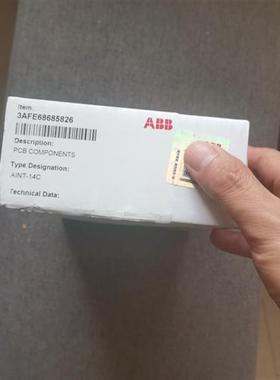 Item:
3AFE68685826
ABB
Description:
PCB COMPONENTS
Type Designation:
AINT-14C
Technical Data: